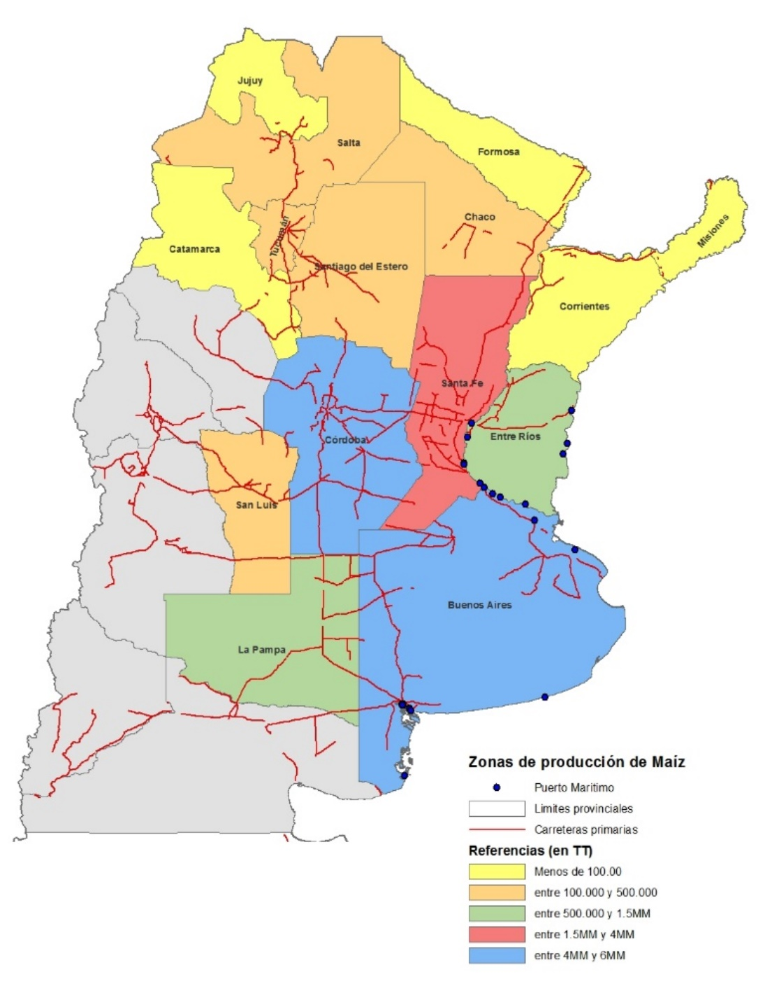 Jujuy
Salta
Formosa
Chaco
Misiones
Tucumán
Catamarca
Santiago del Estero
Corrientes
Santa Fe
Entre Ríos
Córdoba
San Luis
Buenos Aires
La Pampa
Zonas de producción de Maíz
Puerto Maritimo
Limites provinciales
Carreteras primarias
Referencias (en TT)
Menos de 100.00
entre 100.000 y 500.000
entre 500.000 y 1.5MM
entre 1.5MM y 4MM
entre 4MM y 6MM